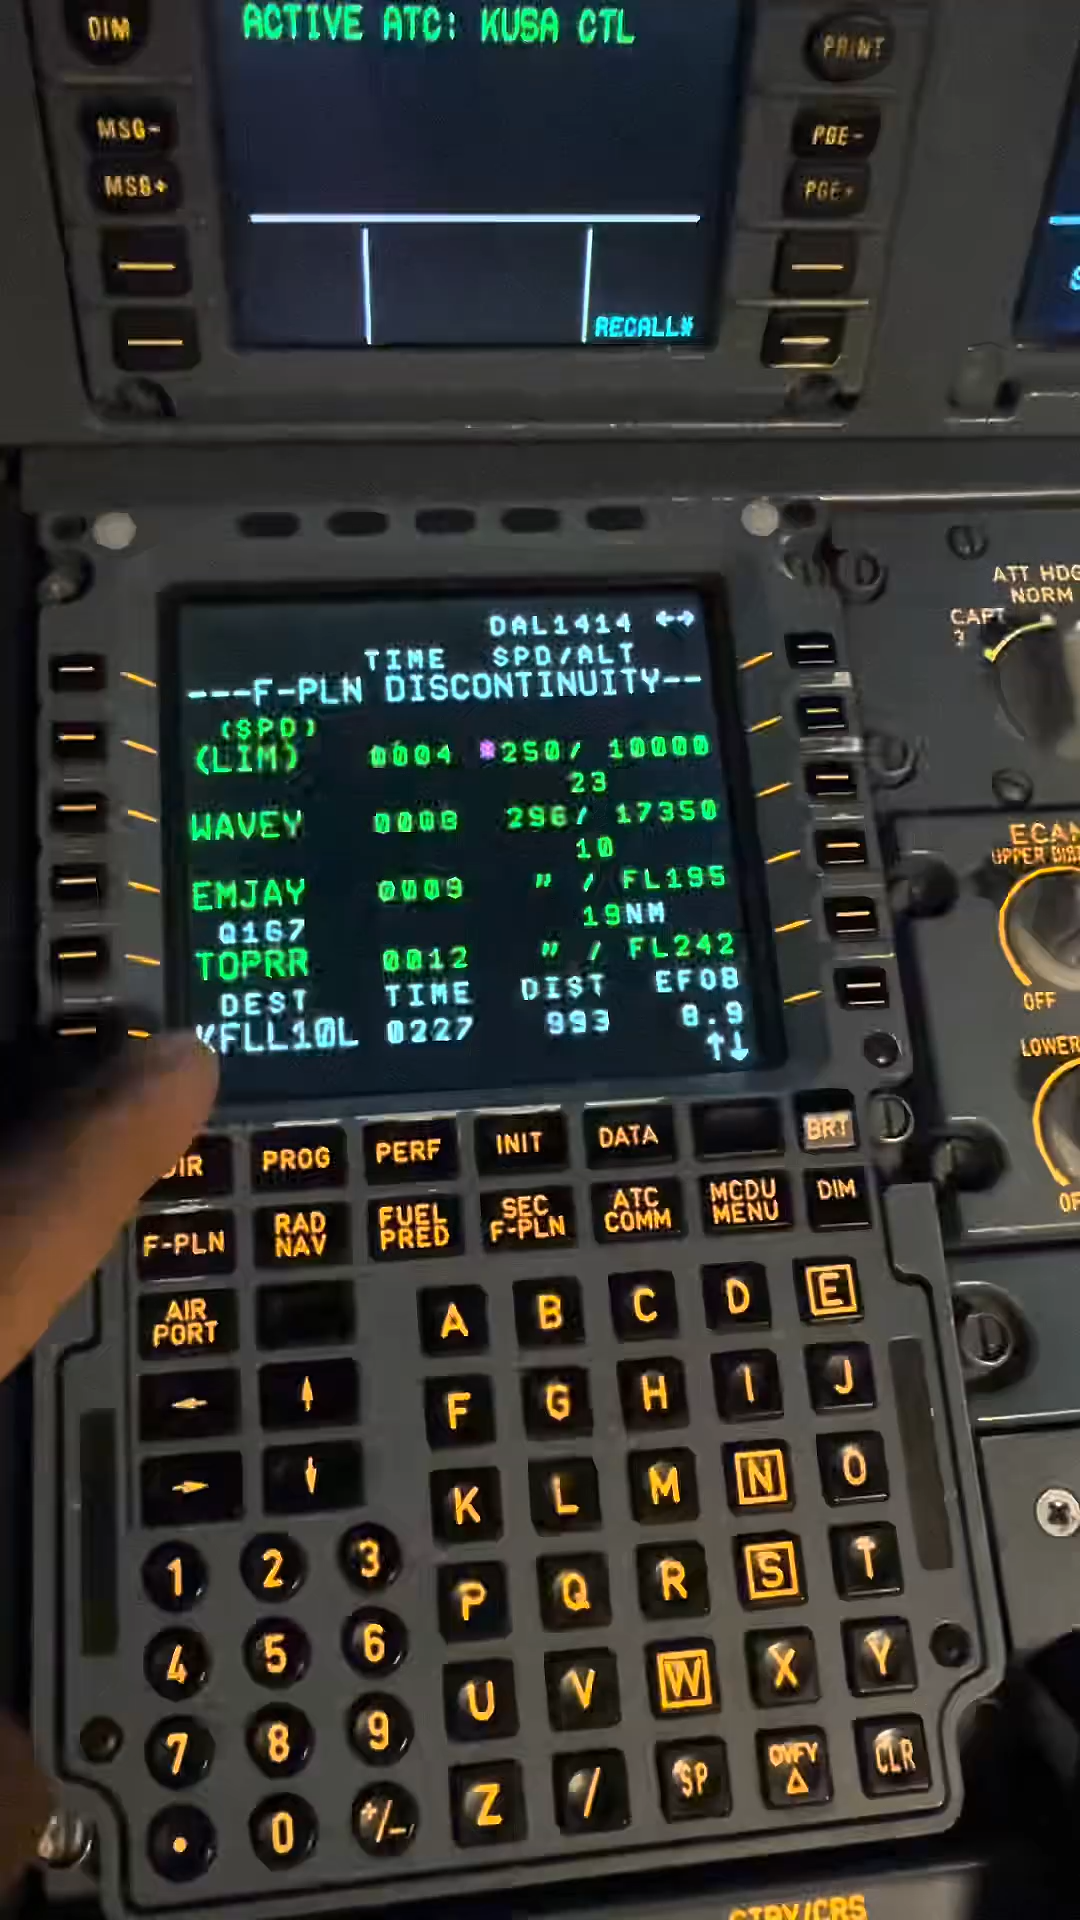 DIM
ACTIVE ATC: KUSA CTL
PRINT
MSG-
PGE-
MSG+
PGE+
RECALL*
DAL1414 ←→
TIME SPD/ALT
---F-PLN DISCONTINUITY--
(SPD)
(LIM) 0004 *250/ 10000
23
WAVEY 0008 296/ 17350
10
EMJAY 0009 " / FL195
Q167 19NM
TOPRR 0012 " / FL242
DEST TIME DIST EFOB
KFLL10L 0227 993 8.9
↑↓
ATT HDG
NORM
CAPT
3
ECAM
UPPER
OFF
LOWER
DIR PROG PERF INIT DATA BRT
F-PLN RAD NAV FUEL PRED SEC F-PLN ATC COMM MCDU MENU DIM
AIR PORT
A B C D E
← ↑
F G H I J
→ ↓
K L M N O
1 2 3
P Q R S T
4 5 6
U V W X Y
7 8 9
Z / SP OVFY Δ CLR
. 0 +/-